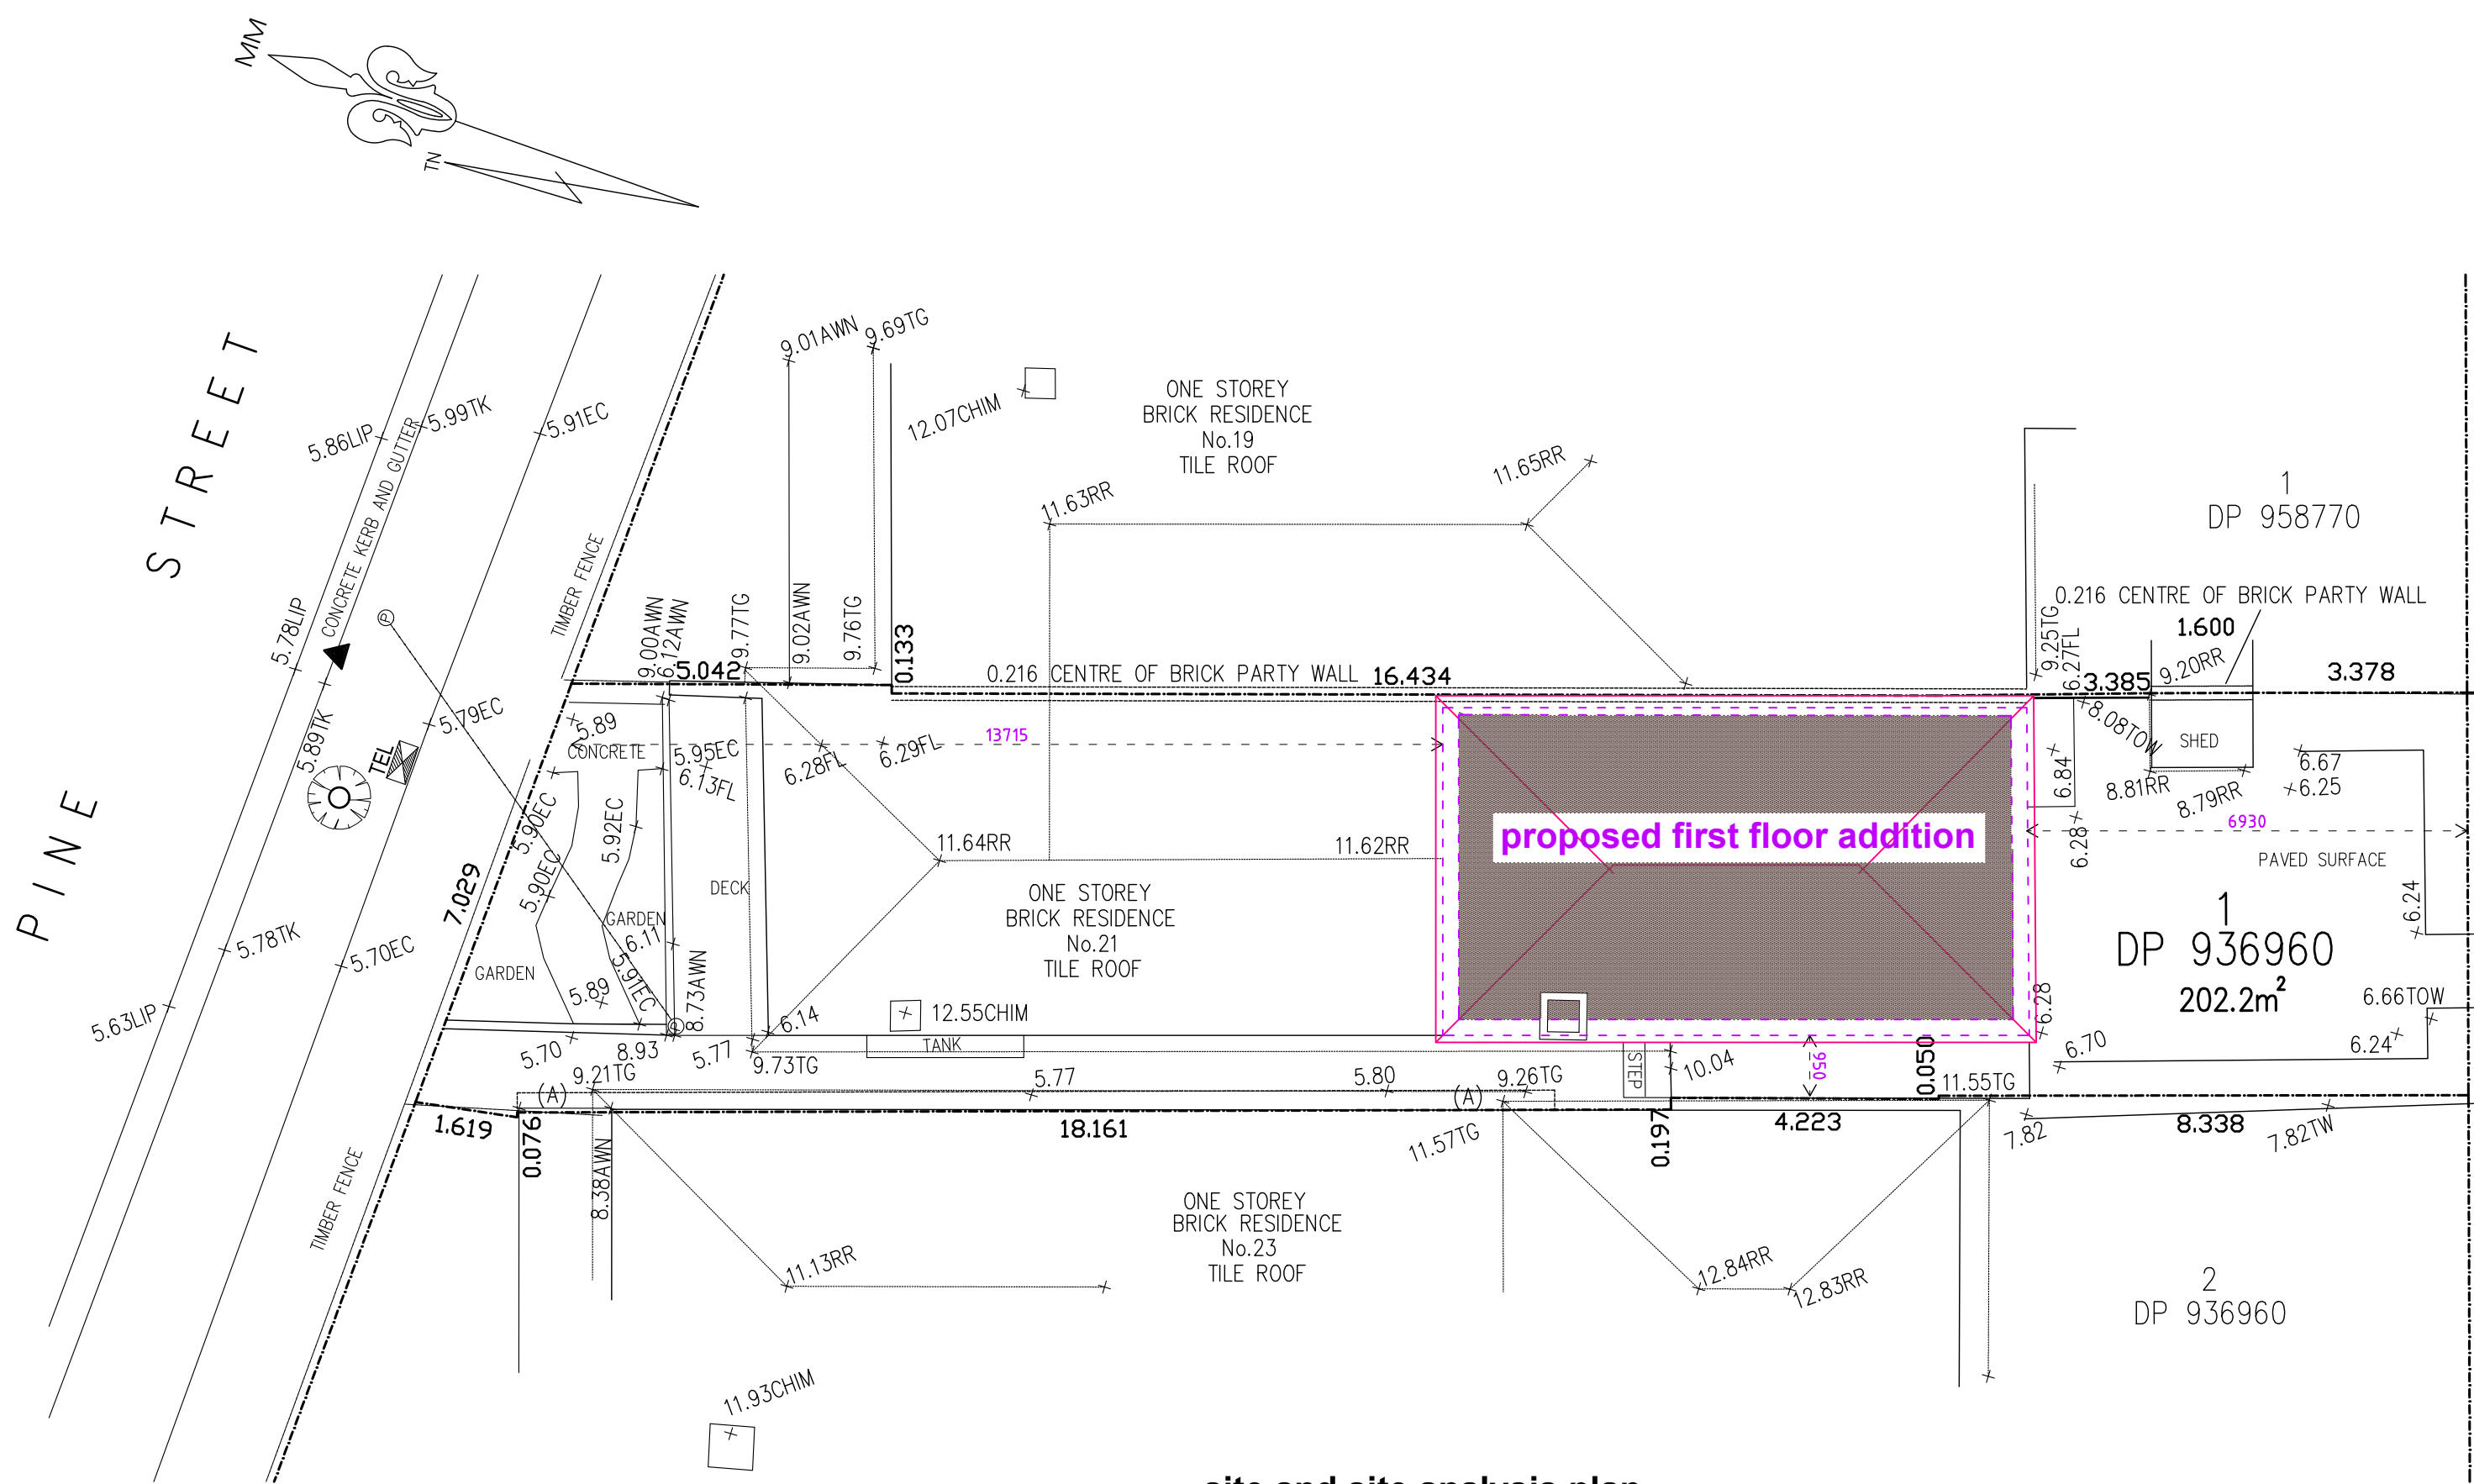 MM
TN
PINE STREET
5.86LIP
5.99TK
5.91EC
CONCRETE KERB AND GUTTER
TIMBER FENCE
5.78LIP
5.89TK
5.79EC
TEL
P
5.78TK
5.70EC
5.63LIP
7.029
TIMBER FENCE
9.01AWN
9.69TG
12.07CHIM
ONE STOREY
BRICK RESIDENCE
No.19
TILE ROOF
11.63RR
11.65RR
1
DP 958770
0.216 CENTRE OF BRICK PARTY WALL
1.600
9.25TG
6.27FL
9.20RR
3.385
3.378
9.00AWN
6.12AWN
5.042
9.77TG
9.02AWN
9.76TG
0.133
0.216 CENTRE OF BRICK PARTY WALL
16.434
5.89
CONCRETE
5.95EC
6.13FL
6.28FL
6.29FL
13715
8.08TOW
SHED
6.84
8.81RR
8.79RR
6.67
6.25
6930
6.28
PAVED SURFACE
5.90EC
5.92EC
5.90EC
DECK
GARDEN
6.11
5.91EC
GARDEN
5.89
8.73AWN
P
11.64RR
11.62RR
proposed first floor addition
ONE STOREY
BRICK RESIDENCE
No.21
TILE ROOF
12.55CHIM
TANK
6.14
1
DP 936960
202.2m²
6.24
6.66TOW
6.28
6.24
6.70
5.70
8.93
5.77
9.73TG
9.21TG
(A)
5.77
5.80
9.26TG
(A)
STEP
10.04
950
0.050
11.55TG
1.619
0.076
8.38AWN
18.161
11.57TG
0.197
4.223
7.82
8.338
7.82TW
ONE STOREY
BRICK RESIDENCE
No.23
TILE ROOF
11.13RR
12.84RR
12.83RR
2
DP 936960
11.93CHIM
site and site analysis plan